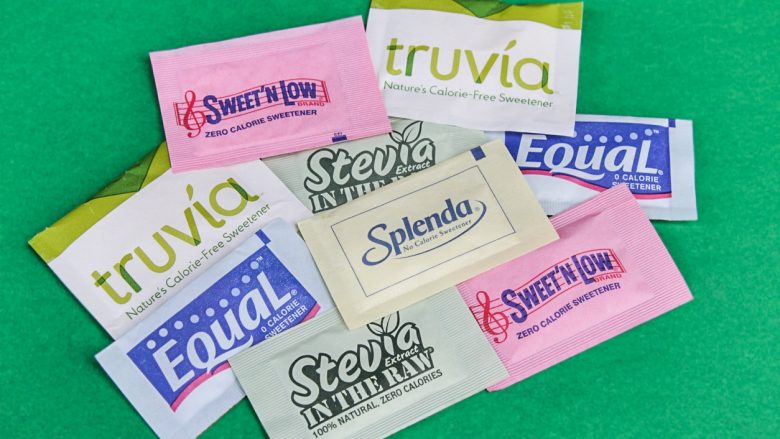 truvía
Nature's Calorie-Free Sweetener
SWEET'N LOW®
BRAND
ZERO CALORIE SWEETENER
Stevia
Extract
IN THE RAW
EQUAL®
0 CALORIE
SWEETENER
truvía
Nature's Calorie-Free Sweetener
Splenda®
No Calorie Sweetener
SWEET'N LOW®
BRAND
ZERO CALORIE SWEETENER
EQUAL®
0 CALORIE
SWEETENER
Stevia
Extract
IN THE RAW
100% NATURAL, ZERO CALORIES